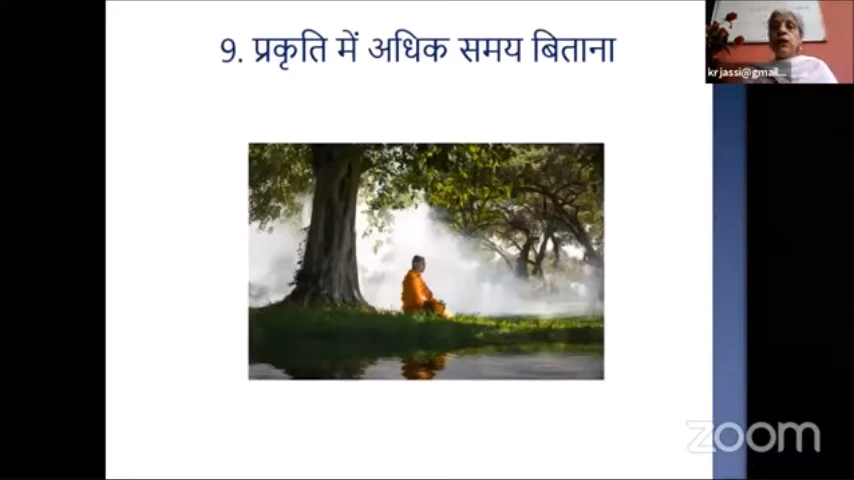 9. प्रकृति में अधिक समय बिताना
krjassi@gmail...
zoom